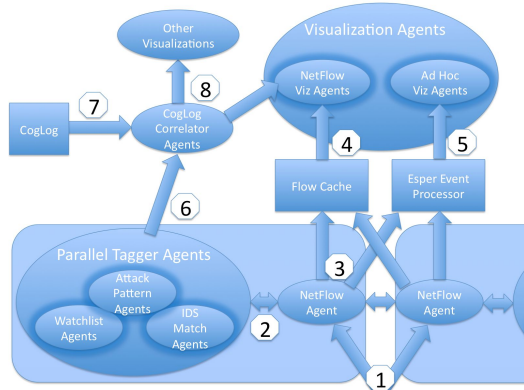 Other
Visualizations
Visualization Agents
NetFlow
Viz Agents
Ad Hoc
Viz Agents
7
8
CogLog
CogLog
Correlator
Agents
4
5
Flow Cache
Esper Event
Processor
6
Parallel Tagger Agents
3
Attack
Pattern
Agents
Watchlist
Agents
IDS
Match
Agents
2
NetFlow
Agent
NetFlow
Agent
1